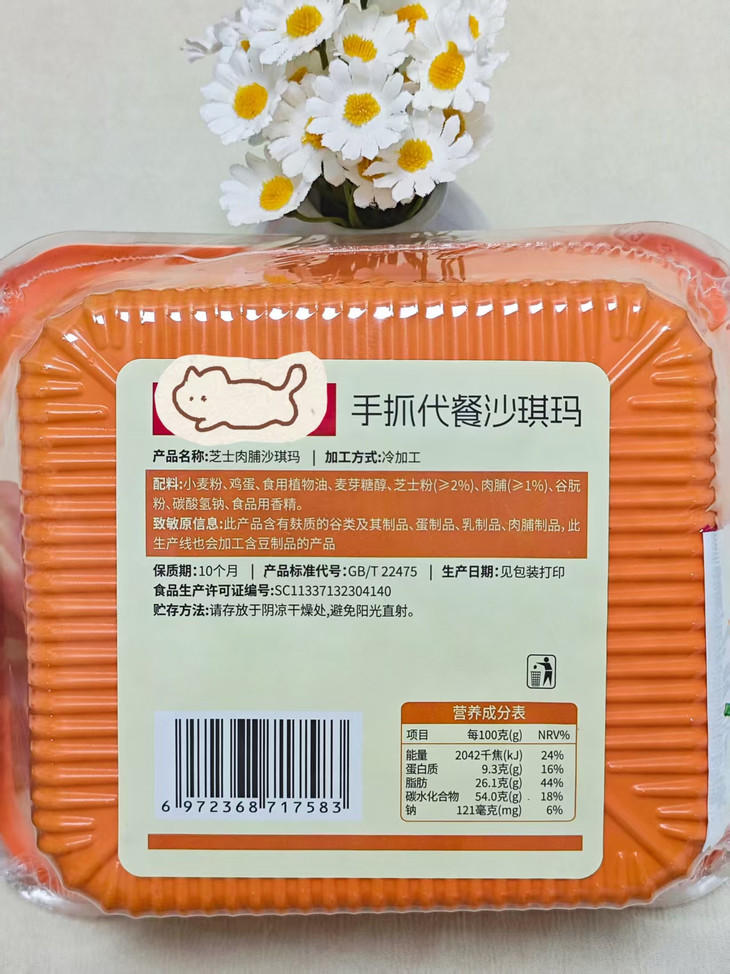 手抓代餐沙琪玛
产品名称:芝士肉脯沙琪玛 | 加工方式:冷加工
配料:小麦粉、鸡蛋、食用植物油、麦芽糖醇、芝士粉(≥2%)、肉脯(≥1%)、谷朊
粉、碳酸氢钠、食品用香精。
致敏原信息:此产品含有麸质的谷类及其制品、蛋制品、乳制品、肉脯制品,此
生产线也会加工含豆制品的产品
保质期:10个月 | 产品标准代号:GB/T 22475 | 生产日期:见包装打印
食品生产许可证编号:SC11337132304140
贮存方法:请存放于阴凉干燥处,避免阳光直射。
营养成分表
项目 每100克(g) NRV%
能量 2042千焦(kJ) 24%
蛋白质 9.3克(g) 16%
脂肪 26.1克(g) 44%
碳水化合物 54.0克(g) 18%
钠 121毫克(mg) 6%
6 972368 717583